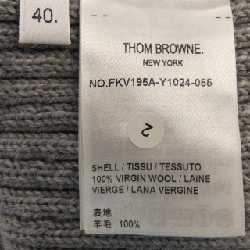 40.
THOM BROWNE.
NEW YORK
NO.FKV195A-Y1024-055
2
SHELL / TISSU / TESSUTO
100% VIRGIN WOOL / LAINE
VIERGE / LANA VERGINE
表地
羊毛 100%